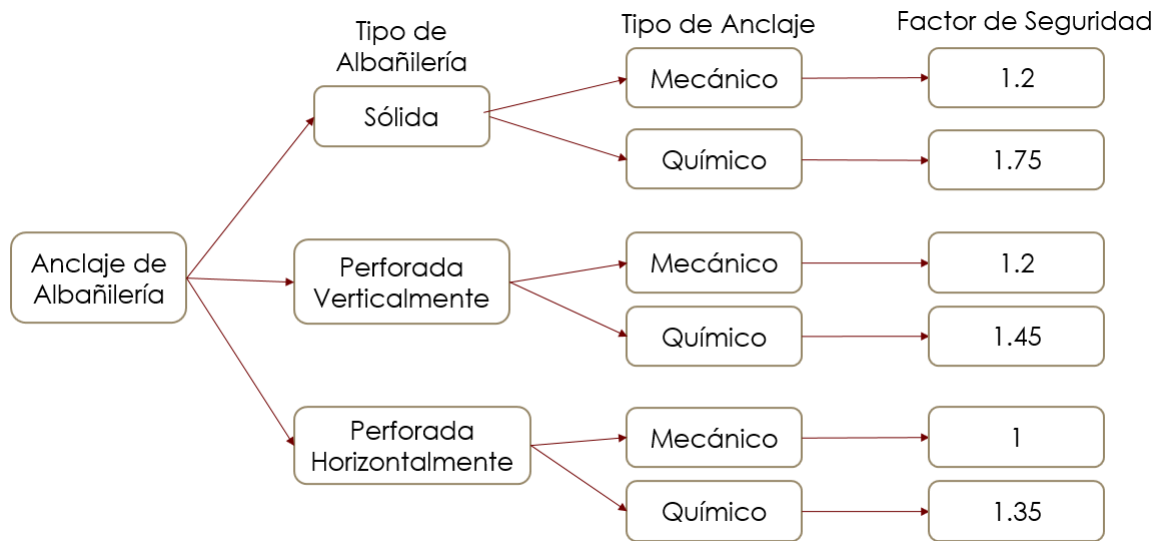 Tipo de
Albañilería
Tipo de Anclaje
Factor de Seguridad
Sólida
Mecánico
1.2
Químico
1.75
Anclaje de
Albañilería
Perforada
Verticalmente
Mecánico
1.2
Químico
1.45
Perforada
Horizontalmente
Mecánico
1
Químico
1.35